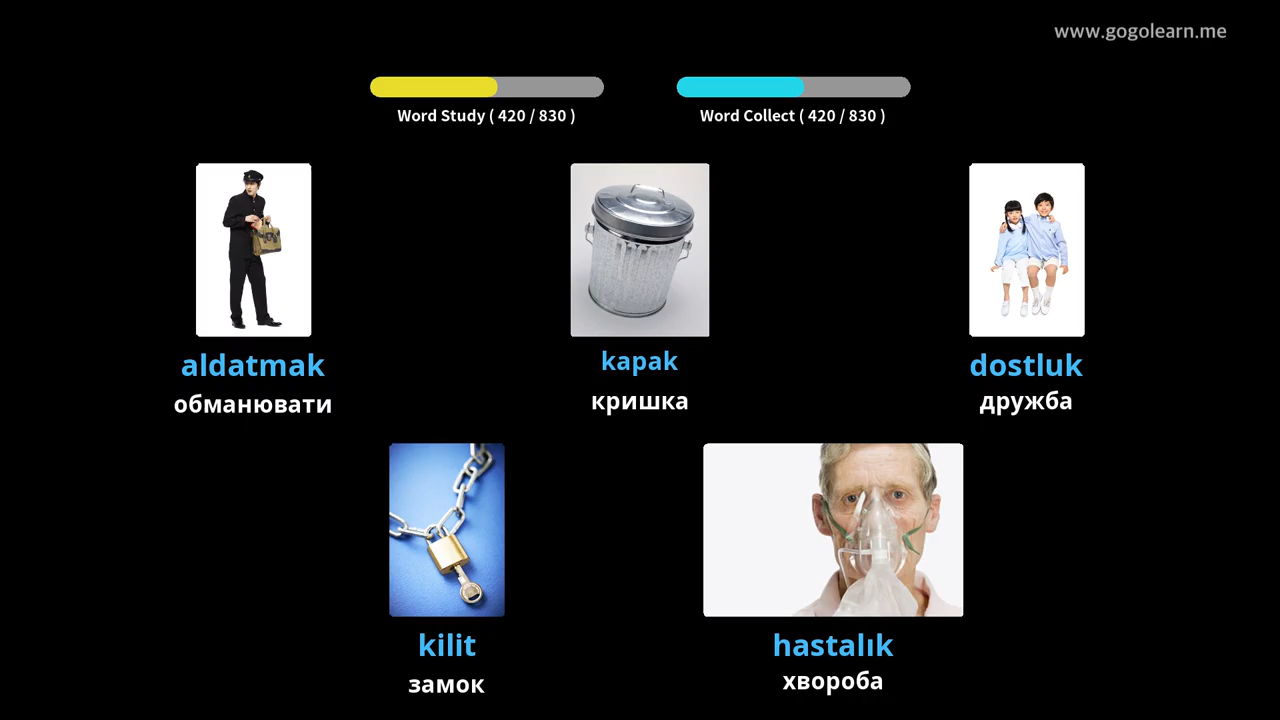 www.gogolearn.me
Word Study ( 420 / 830 )
Word Collect ( 420 / 830 )
aldatmak
обманювати
kapak
кришка
dostluk
дружба
kilit
замок
hastalık
хвороба